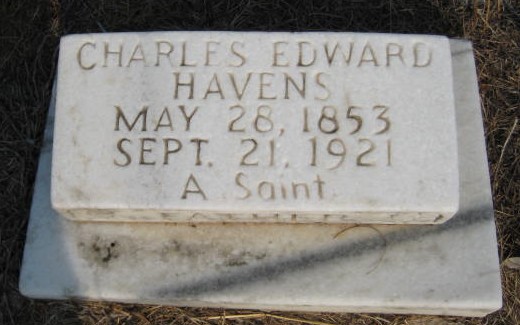 CHARLES EDWARD
HAVENS
MAY 28, 1853
SEPT. 21, 1921
A Saint